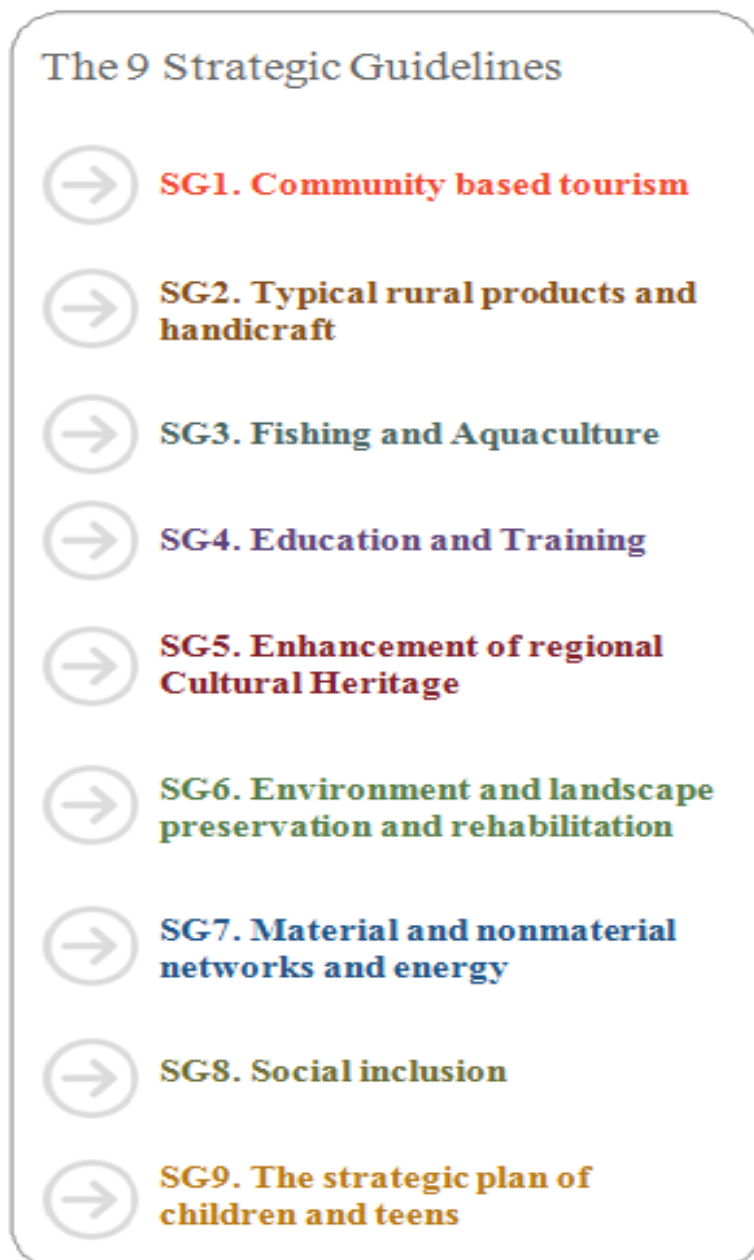 The 9 Strategic Guidelines
SG1. Community based tourism
SG2. Typical rural products and
handicraft
SG3. Fishing and Aquaculture
SG4. Education and Training
SG5. Enhancement of regional
Cultural Heritage
SG6. Environment and landscape
preservation and rehabilitation
SG7. Material and nonmaterial
networks and energy
SG8. Social inclusion
SG9. The strategic plan of
children and teens